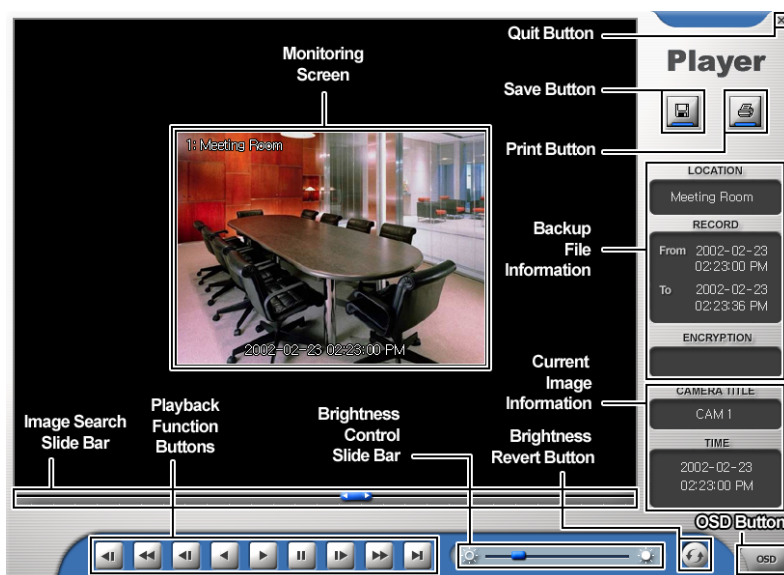 Quit Button
Player
Monitoring
Screen
Save Button
1: Meeting Room
Print Button
LOCATION
Meeting Room
RECORD
From 2002-02-23
02:23:00 PM
To 2002-02-23
02:23:36 PM
Backup
File
Information
ENCRYPTION
2002-02-23 02:23:00 PM
Current
Image
Information
CAMERA TITLE
CAM 1
TIME
2002-02-23
02:23:00 PM
Image Search
Slide Bar
Playback
Function
Buttons
Brightness
Control
Slide Bar
Brightness
Revert Button
OSD Button
OSD